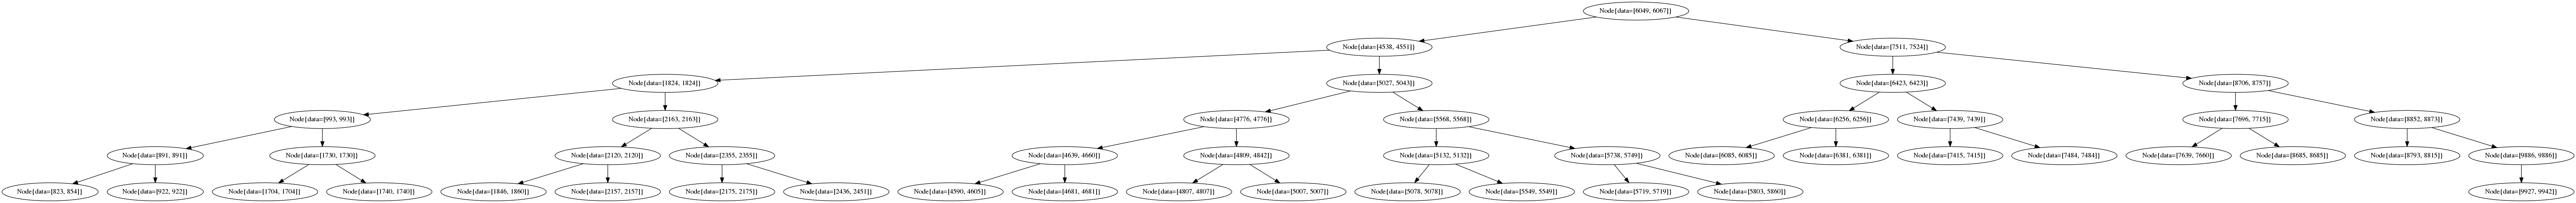 Node{data=[6049, 6067]}
Node{data=[4538, 4551]}
Node{data=[7511, 7524]}
Node{data=[1824, 1824]}
Node{data=[5027, 5043]}
Node{data=[6423, 6423]}
Node{data=[8706, 8757]}
Node{data=[993, 993]}
Node{data=[2163, 2163]}
Node{data=[4776, 4776]}
Node{data=[5568, 5568]}
Node{data=[6256, 6256]}
Node{data=[7439, 7439]}
Node{data=[7696, 7715]}
Node{data=[8852, 8873]}
Node{data=[891, 891]}
Node{data=[1730, 1730]}
Node{data=[2120, 2120]}
Node{data=[2355, 2355]}
Node{data=[4639, 4660]}
Node{data=[4809, 4842]}
Node{data=[5132, 5132]}
Node{data=[5738, 5749]}
Node{data=[6085, 6085]}
Node{data=[6381, 6381]}
Node{data=[7415, 7415]}
Node{data=[7484, 7484]}
Node{data=[7639, 7660]}
Node{data=[8685, 8685]}
Node{data=[8793, 8815]}
Node{data=[9886, 9886]}
Node{data=[823, 854]}
Node{data=[922, 922]}
Node{data=[1704, 1704]}
Node{data=[1740, 1740]}
Node{data=[1846, 1860]}
Node{data=[2157, 2157]}
Node{data=[2175, 2175]}
Node{data=[2436, 2451]}
Node{data=[4590, 4605]}
Node{data=[4681, 4681]}
Node{data=[4807, 4807]}
Node{data=[5007, 5007]}
Node{data=[5078, 5078]}
Node{data=[5549, 5549]}
Node{data=[5719, 5719]}
Node{data=[5803, 5860]}
Node{data=[9927, 9942]}